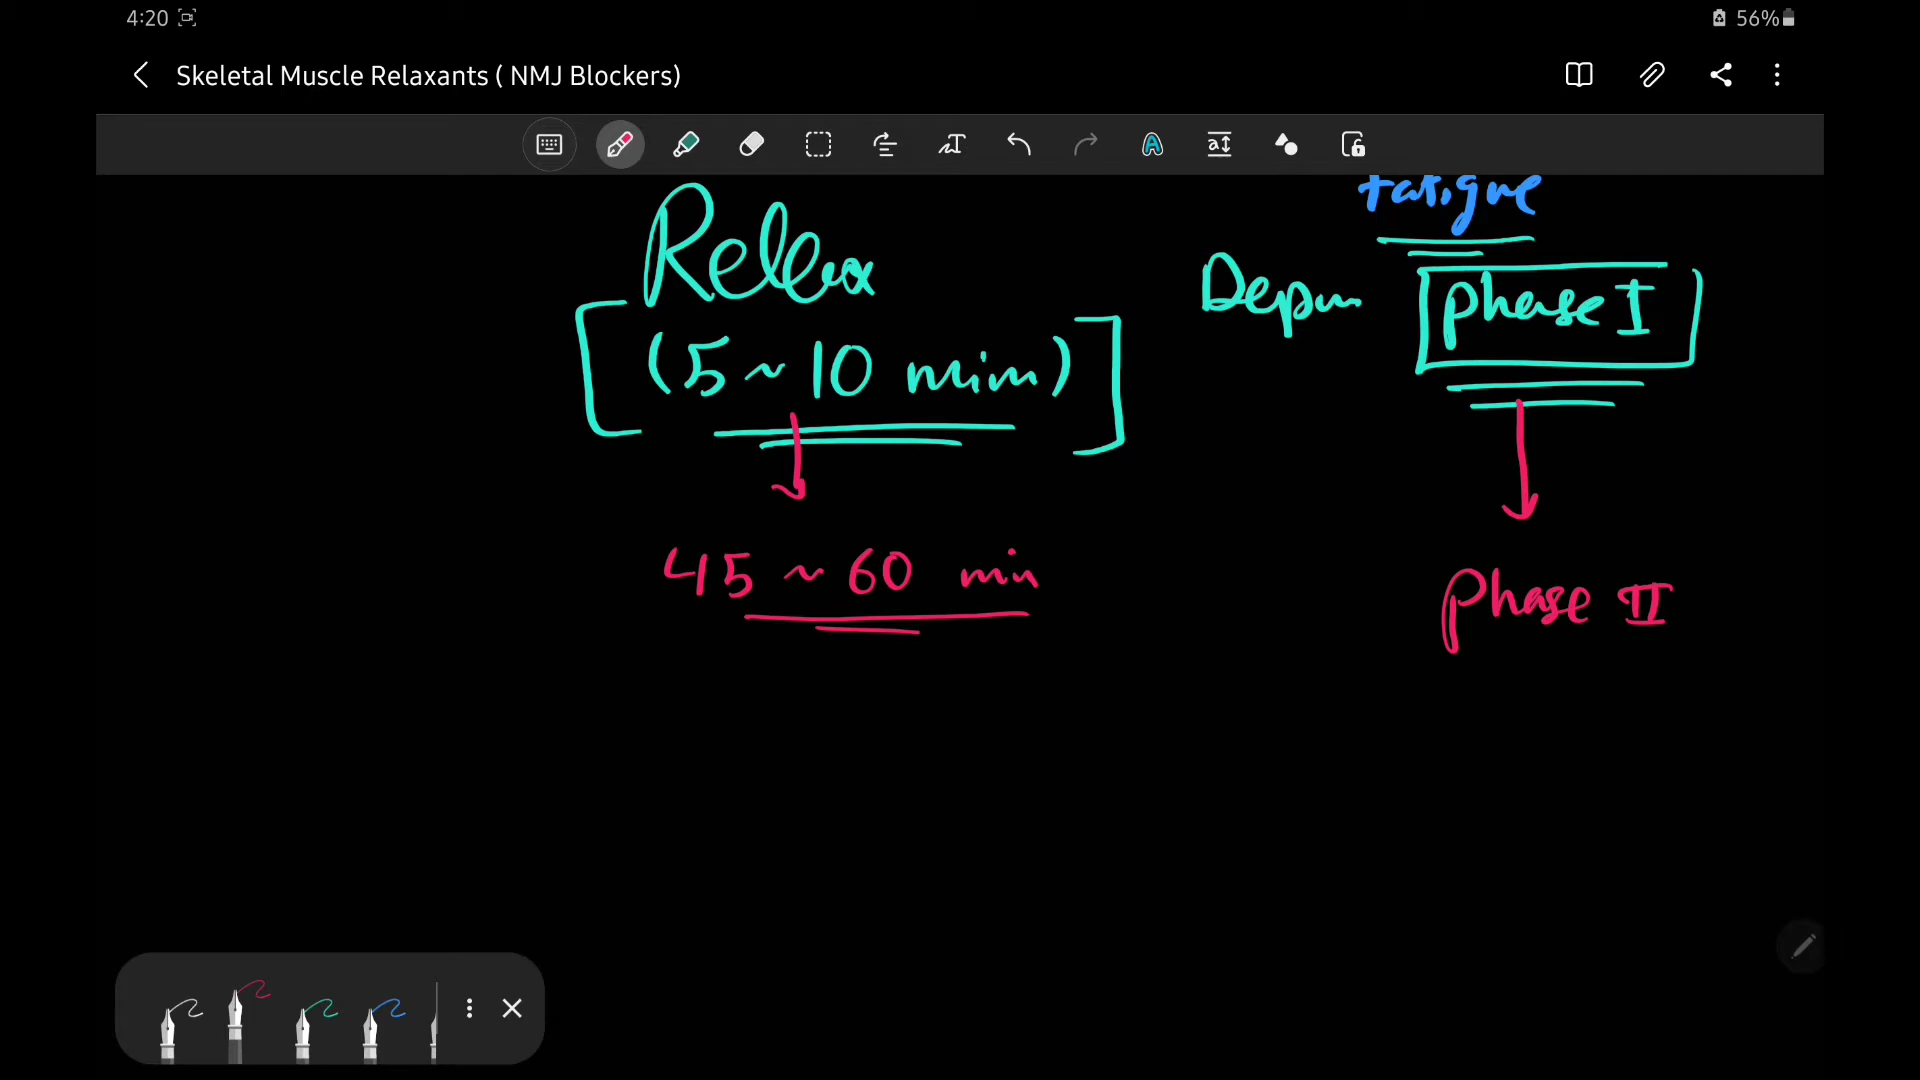 4:20 56%
Skeletal Muscle Relaxants ( NMJ Blockers)
fatigue
Relax
Depm phase I
(5 ~ 10 min)
45 ~ 60 min
phase II